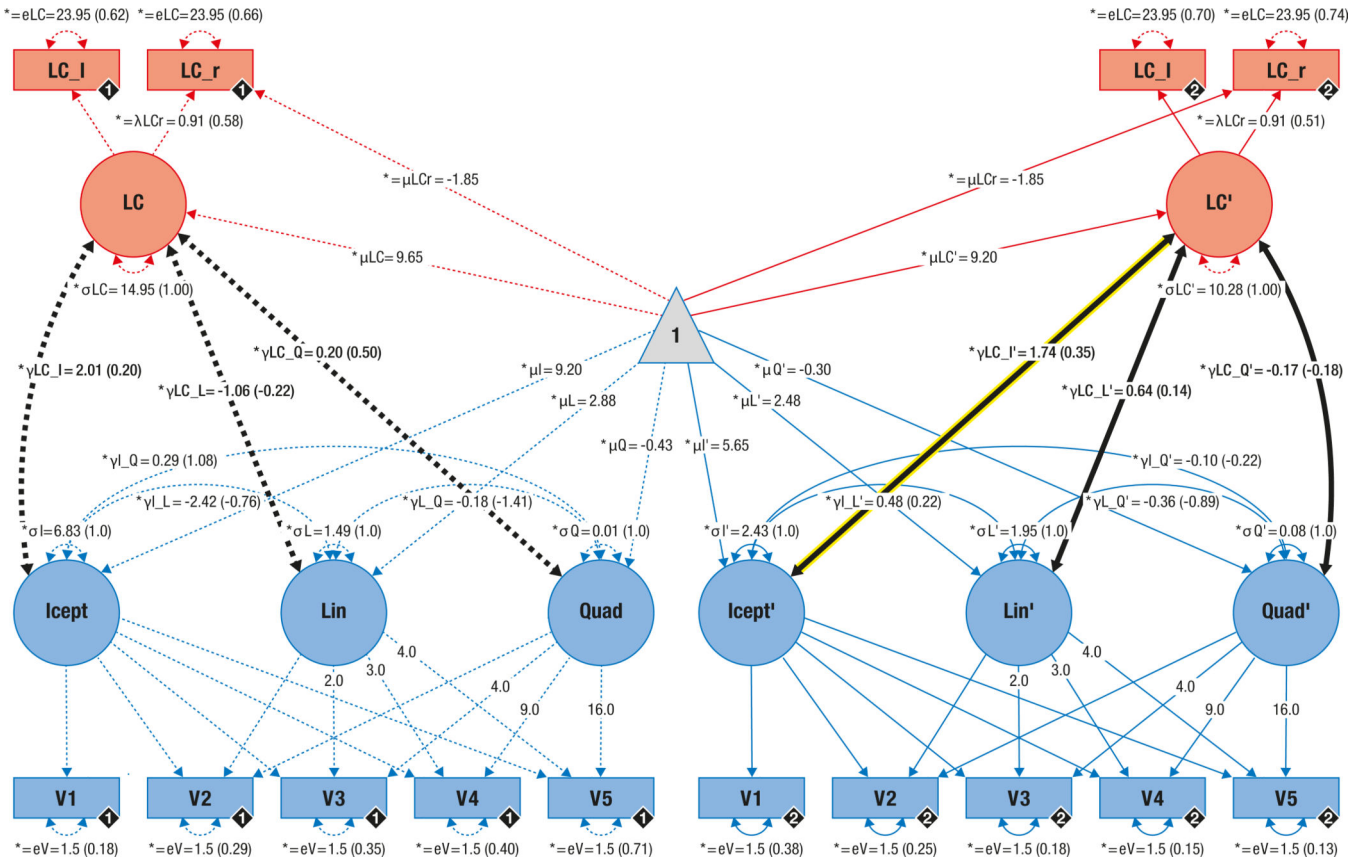 *=eLC=23.95 (0.62) *=eLC=23.95 (0.66) *=eLC=23.95 (0.70) *=eLC=23.95 (0.74)
LC_l LC_r LC_l LC_r
1 1 2 2
*=λLCr=0.91 (0.58) *=λLCr=0.91 (0.51)
*=μLCr=-1.85 *=μLCr=-1.85
LC LC'
*μLC=9.65 *μLC'=9.20
*σLC=14.95 (1.00) *σLC'=10.28 (1.00)
1
*γLC_Q=0.20 (0.50) *γLC_I'=1.74 (0.35)
*γLC_I=2.01 (0.20) *μI=9.20 *μQ'=-0.30 *γLC_Q'=-0.17 (-0.18)
*γLC_L=-1.06 (-0.22) *μL=2.88 *μL'=2.48 *γLC_L'=0.64 (0.14)
*μQ=-0.43 *μI'=5.65
*γI_Q=0.29 (1.08) *γI_Q'=-0.10 (-0.22)
*γI_L=-2.42 (-0.76) *γL_Q=-0.18 (-1.41) *γI_L'=0.48 (0.22) *γL_Q'=-0.36 (-0.89)
*σI=6.83 (1.0) *σL=1.49 (1.0) *σQ=0.01 (1.0) *σI'=2.43 (1.0) *σL'=1.95 (1.0) *σQ'=0.08 (1.0)
Icept Lin Quad Icept' Lin' Quad'
4.0 4.0
2.0 3.0 4.0 2.0 3.0 4.0
9.0 16.0 9.0 16.0
V1 V2 V3 V4 V5 V1 V2 V3 V4 V5
1 1 1 1 1 2 2 2 2
*=eV=1.5 (0.18) *=eV=1.5 (0.29) *=eV=1.5 (0.35) *=eV=1.5 (0.40) *=eV=1.5 (0.71) *=eV=1.5 (0.38) *=eV=1.5 (0.25) *=eV=1.5 (0.18) *=eV=1.5 (0.15) *=eV=1.5 (0.13)